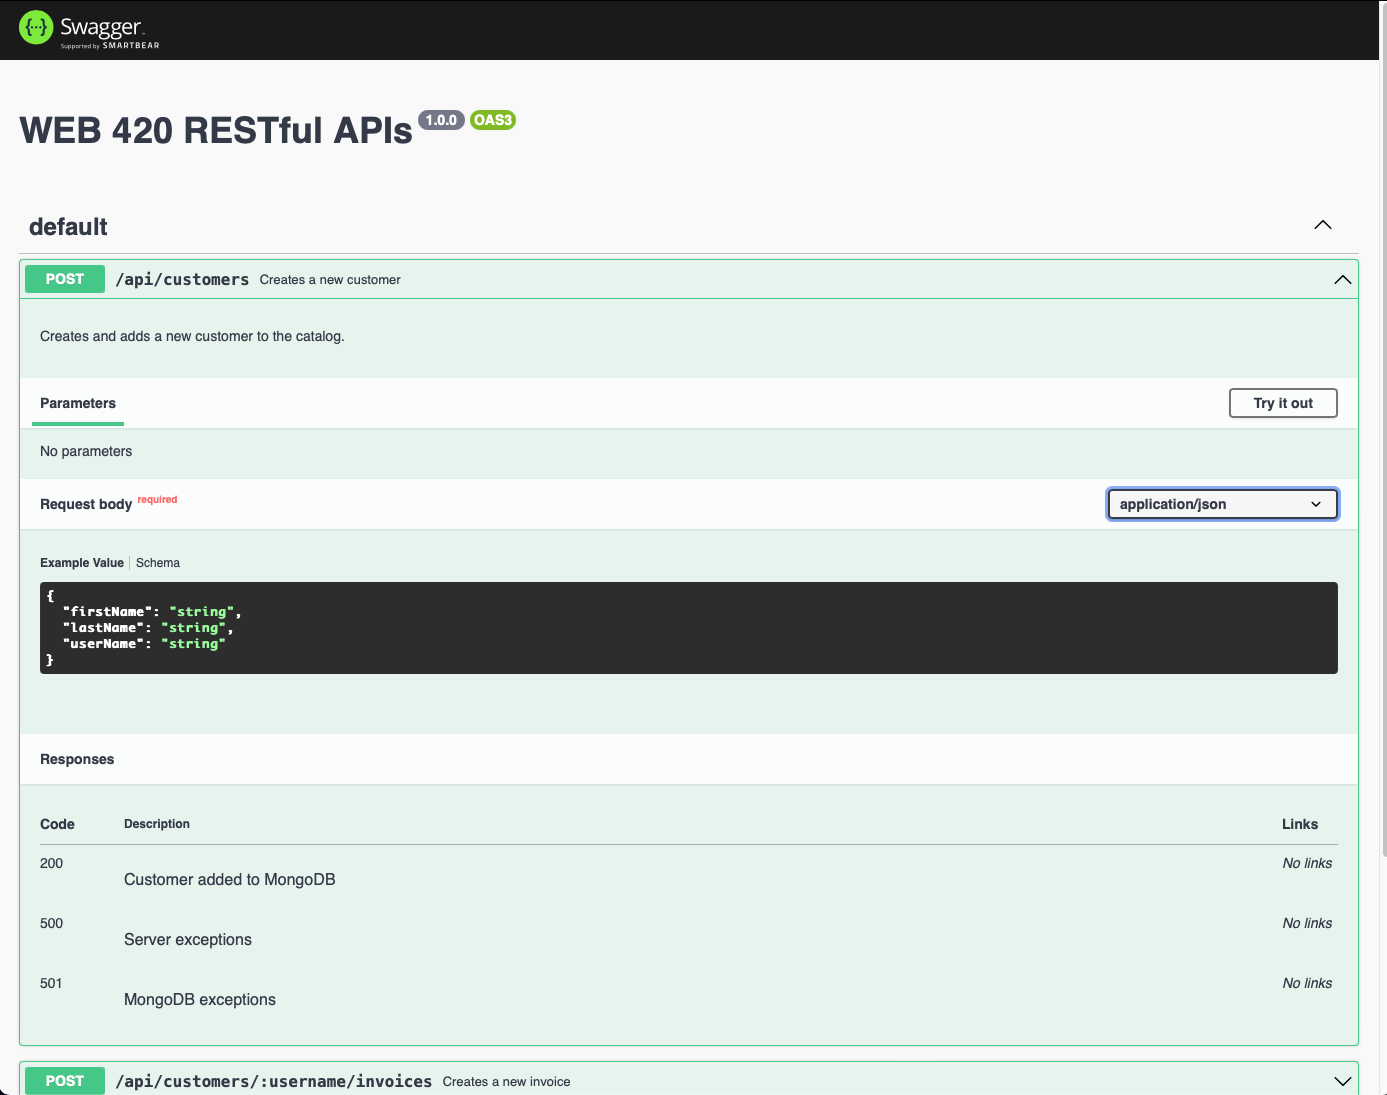 Swagger
Supported by SMARTBEAR
WEB 420 RESTful APIs 1.0.0 OAS3
default
POST /api/customers Creates a new customer
Creates and adds a new customer to the catalog.
Parameters Try it out
No parameters
Request body required application/json
Example Value Schema
{
"firstName": "string",
"lastName": "string",
"userName": "string"
}
Responses
Code Description Links
200 No links
Customer added to MongoDB
500 No links
Server exceptions
501 No links
MongoDB exceptions
POST /api/customers/:username/invoices Creates a new invoice